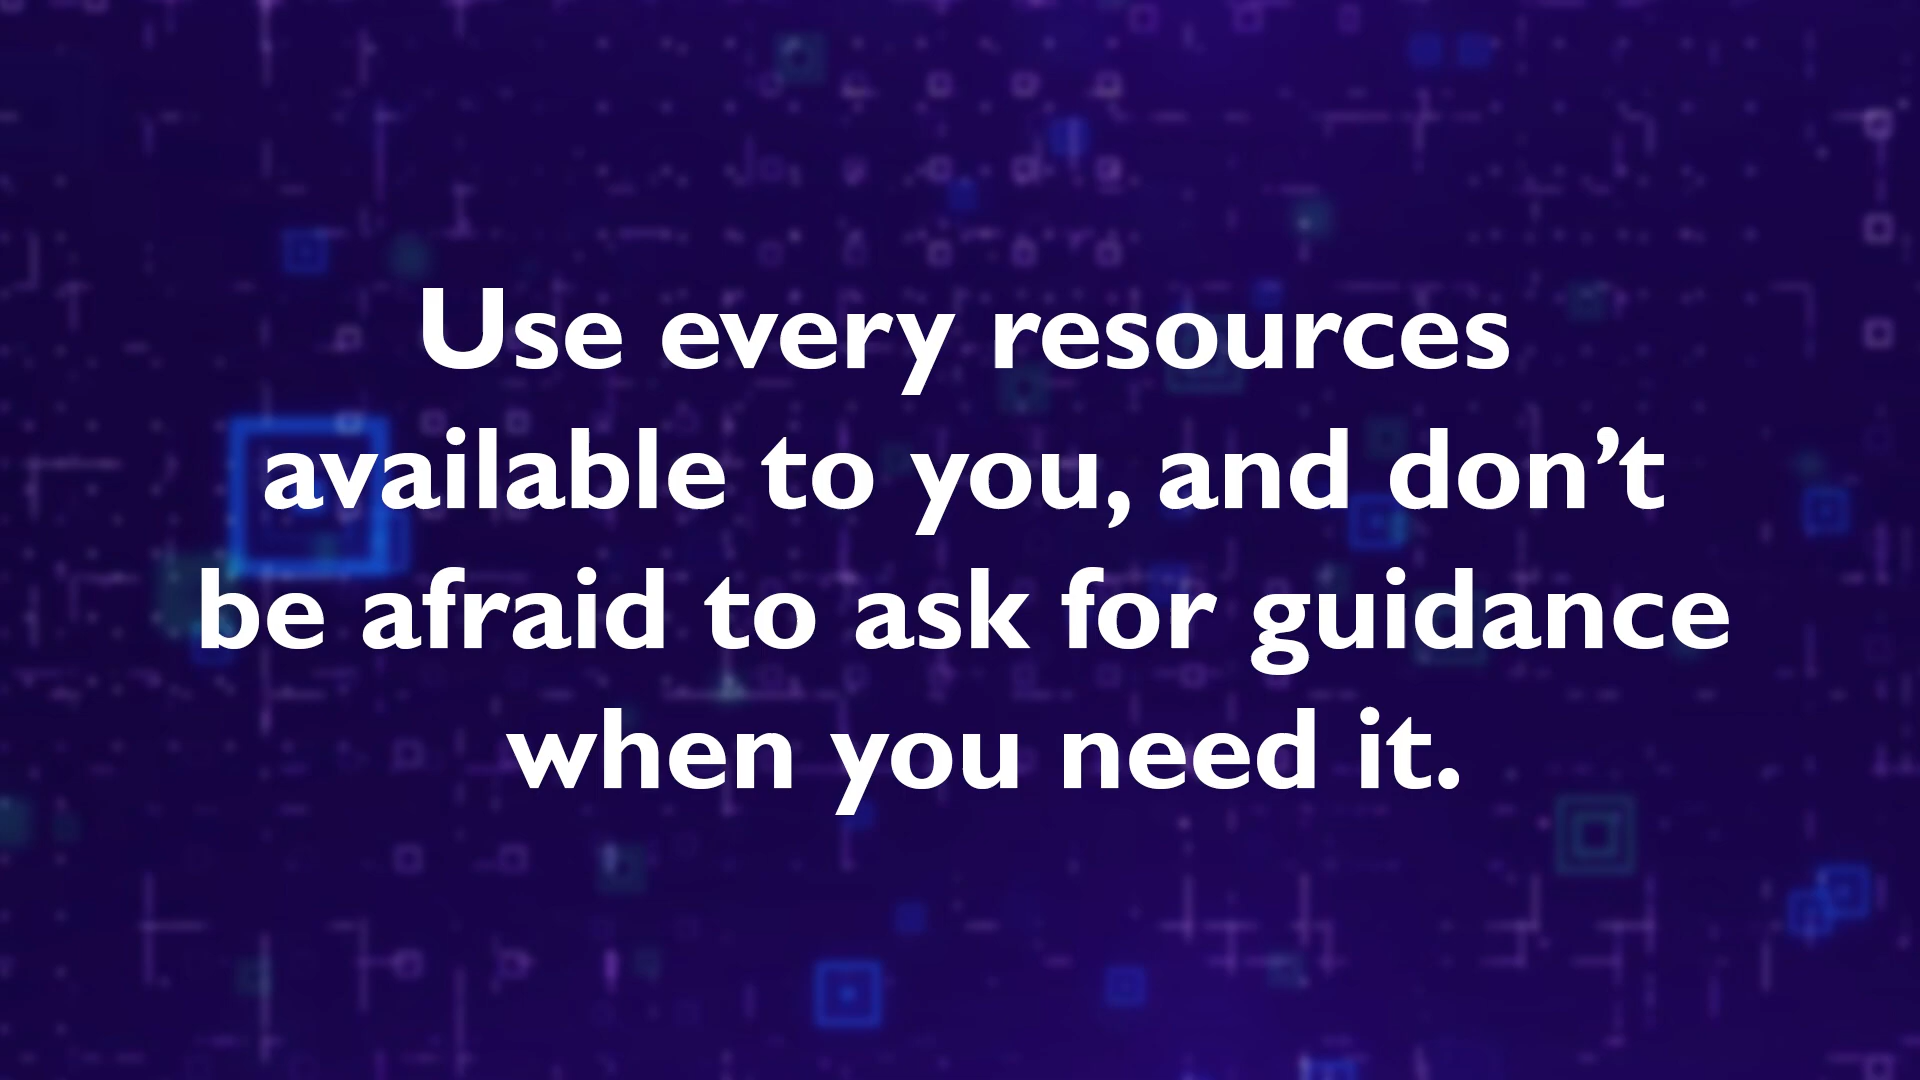 Use every resources
available to you, and don’t
be afraid to ask for guidance
when you need it.